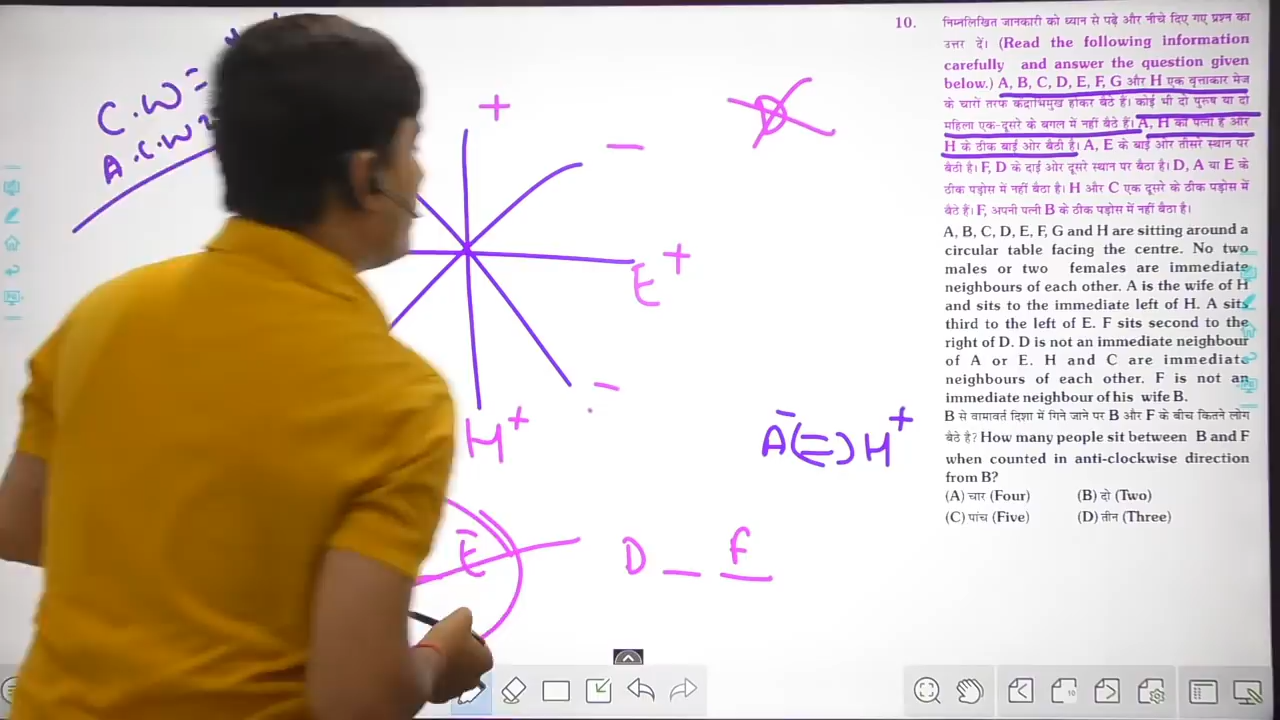 C.W =
A.C.W =
+
−
E +
−
H +
E
D _ F
D
A − (=) H +
10.
निम्नलिखित जानकारी को ध्यान से पढ़े और नीचे दिए गए प्रश्न का
उत्तर दें। (Read the following information
carefully and answer the question given
below.) A, B, C, D, E, F, G और H एक वृत्ताकार मेज
के चारों तरफ केंद्राभिमुख होकर बैठे है। कोई भी दो पुरुष या दो
महिला एक-दूसरे के बगल में नहीं बैठे हैं। A, H की पत्नी है और
H के ठीक बाईं ओर बैठी है। A, E के बाईं ओर तीसरे स्थान पर
बैठी है। F, D के दाईं ओर दूसरे स्थान पर बैठा है। D, A या E के
ठीक पड़ोस में नहीं बैठा है। H और C एक दूसरे के ठीक पड़ोस में
बैठे हैं। F, अपनी पत्नी B के ठीक पड़ोस में नहीं बैठा है।
A, B, C, D, E, F, G and H are sitting around a
circular table facing the centre. No two
males or two females are immediate
neighbours of each other. A is the wife of H
and sits to the immediate left of H. A sits
third to the left of E. F sits second to the
right of D. D is not an immediate neighbour
of A or E. H and C are immediate
neighbours of each other. F is not an
immediate neighbour of his wife B.
B से वामावर्त दिशा में गिने जाने पर B और F के बीच कितने लोग
बैठे है? How many people sit between B and F
when counted in anti-clockwise direction
from B?
(A) चार (Four) (B) दो (Two)
(C) पांच (Five) (D) तीन (Three)